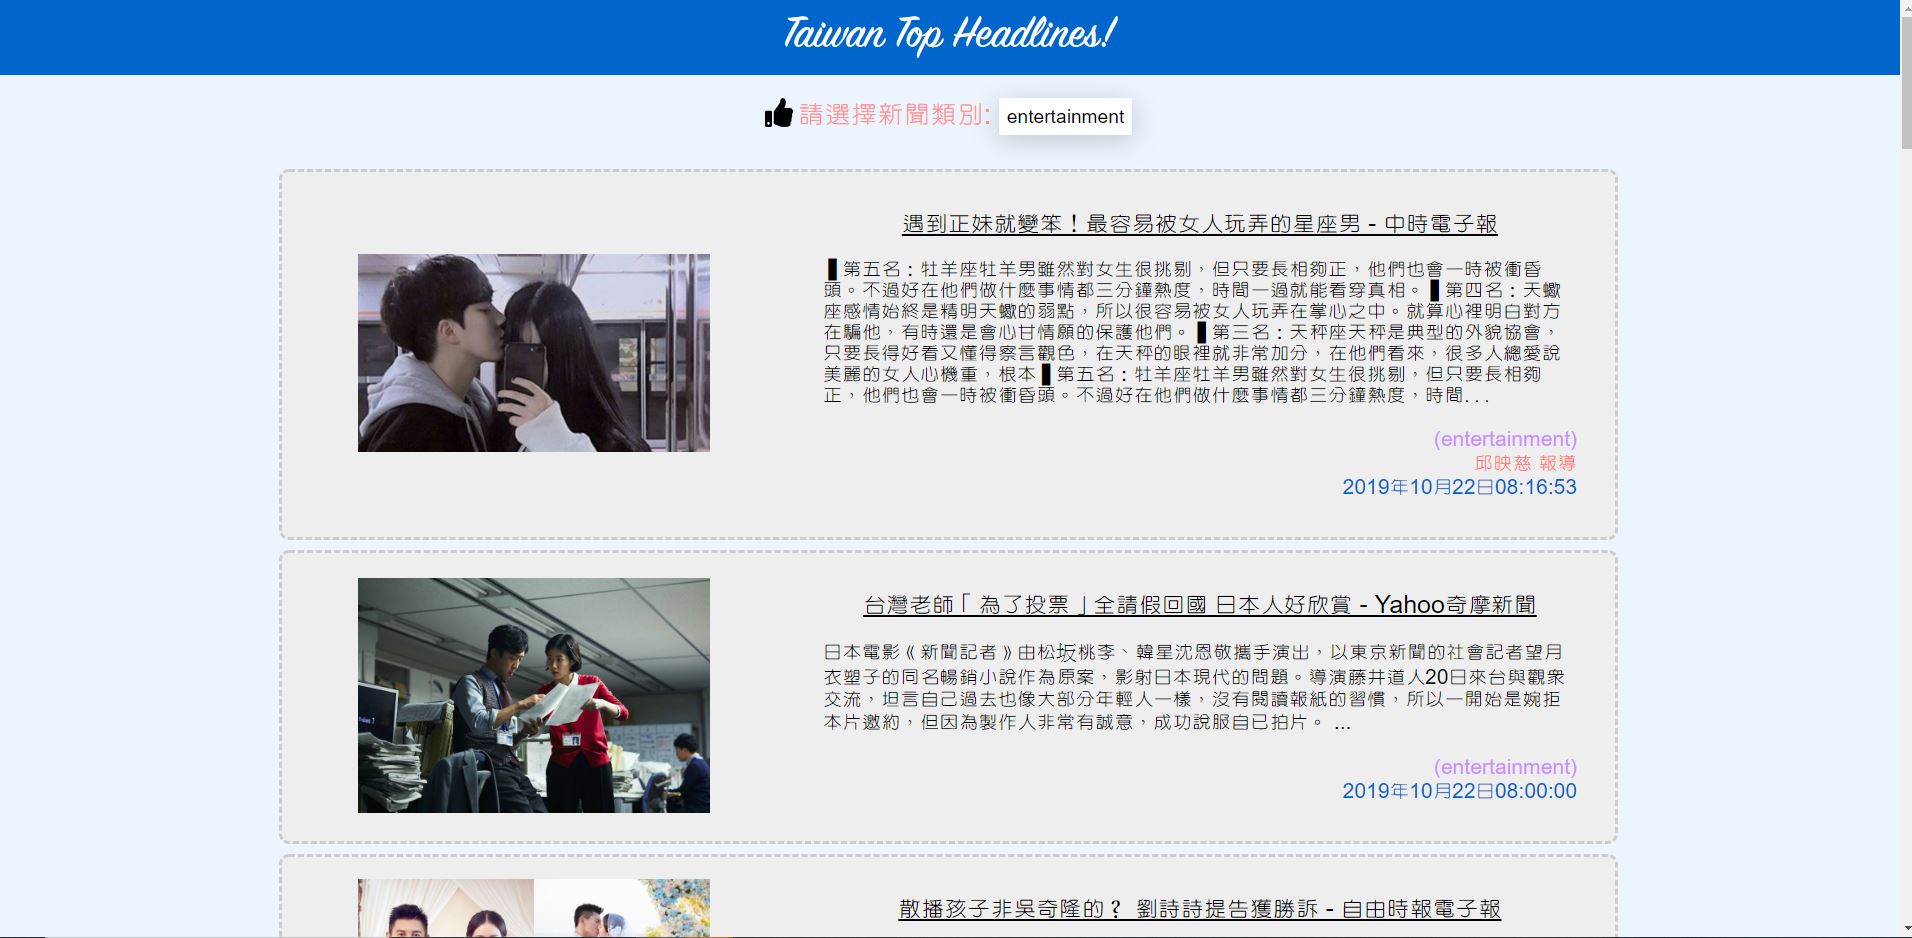 Taiwan Top Headlines!
請選擇新聞類別: entertainment
遇到正妹就變笨！最容易被女人玩弄的星座男 - 中時電子報
▋第五名：牡羊座牡羊男雖然對女生很挑剔，但只要長相夠正，他們也會一時被衝昏
頭。不過好在他們做什麼事情都三分鐘熱度，時間一過就能看穿真相。▋第四名：天蠍
座感情始終是精明天蠍的弱點，所以很容易被女人玩弄在掌心之中。就算心裡明白對方
在騙他，有時還是會心甘情願的保護他們。▋第三名：天秤座天秤是典型的外貌協會，
只要長得好看又懂得察言觀色，在天秤的眼裡就非常加分，在他們看來，很多人總愛說
美麗的女人心機重，根本▋第五名：牡羊座牡羊男雖然對女生很挑剔，但只要長相夠
正，他們也會一時被衝昏頭。不過好在他們做什麼事情都三分鐘熱度，時間...
(entertainment)
邱映慈 報導
2019年10月22日08:16:53
台灣老師「為了投票」全請假回國 日本人好欣賞 - Yahoo奇摩新聞
日本電影《新聞記者》由松坂桃李、韓星沈恩敬攜手演出，以東京新聞的社會記者望月
衣塑子的同名暢銷小說作為原案，影射日本現代的問題。導演藤井道人20日來台與觀眾
交流，坦言自己過去也像大部分年輕人一樣，沒有閱讀報紙的習慣，所以一開始是婉拒
本片邀約，但因為製作人非常有誠意，成功說服自已拍片。 ...
(entertainment)
2019年10月22日08:00:00
散播孩子非吳奇隆的？ 劉詩詩提告獲勝訴 - 自由時報電子報